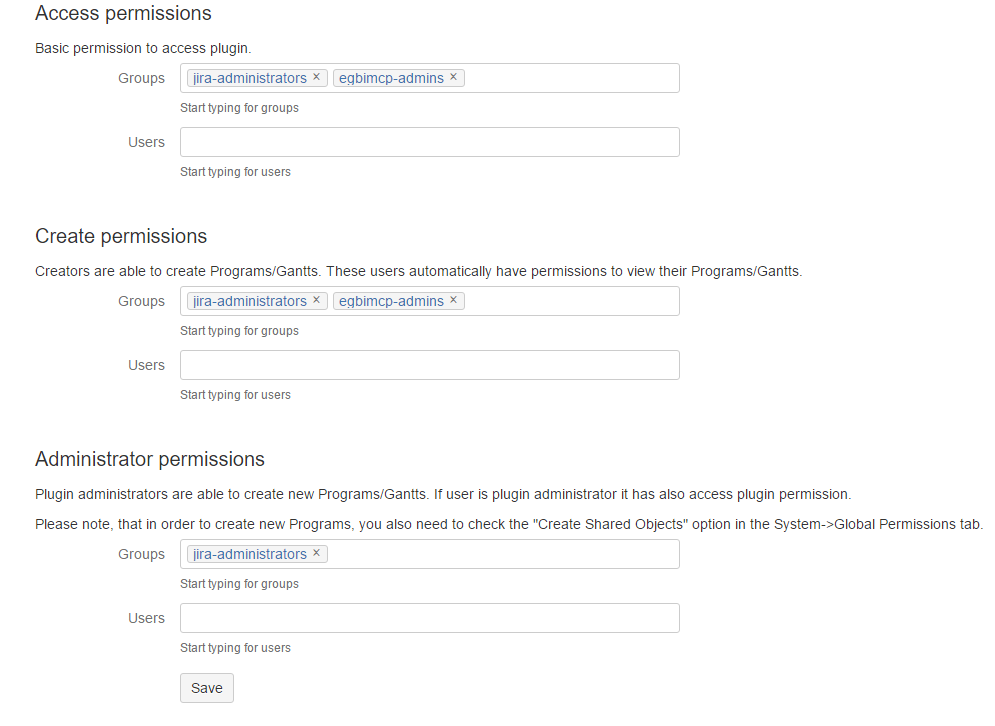 Access permissions
Basic permission to access plugin.
Groups jira-administrators × egbimcp-admins ×
Start typing for groups
Users
Start typing for users
Create permissions
Creators are able to create Programs/Gantts. These users automatically have permissions to view their Programs/Gantts.
Groups jira-administrators × egbimcp-admins ×
Start typing for groups
Users
Start typing for users
Administrator permissions
Plugin administrators are able to create new Programs/Gantts. If user is plugin administrator it has also access plugin permission.
Please note, that in order to create new Programs, you also need to check the "Create Shared Objects" option in the System->Global Permissions tab.
Groups jira-administrators ×
Start typing for groups
Users
Start typing for users
Save